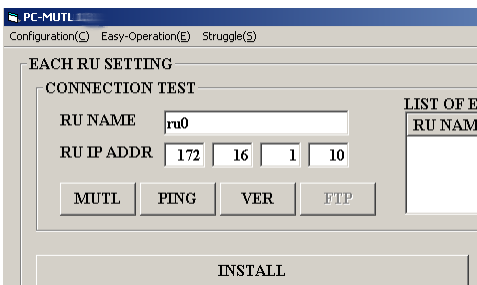 PC-MUTL
Configuration(C) Easy-Operation(E) Struggle(S)
EACH RU SETTING
CONNECTION TEST
RU NAME ru0
RU IP ADDR 172 16 1 10
MUTL PING VER FTP
LIST OF E
RU NAM
INSTALL